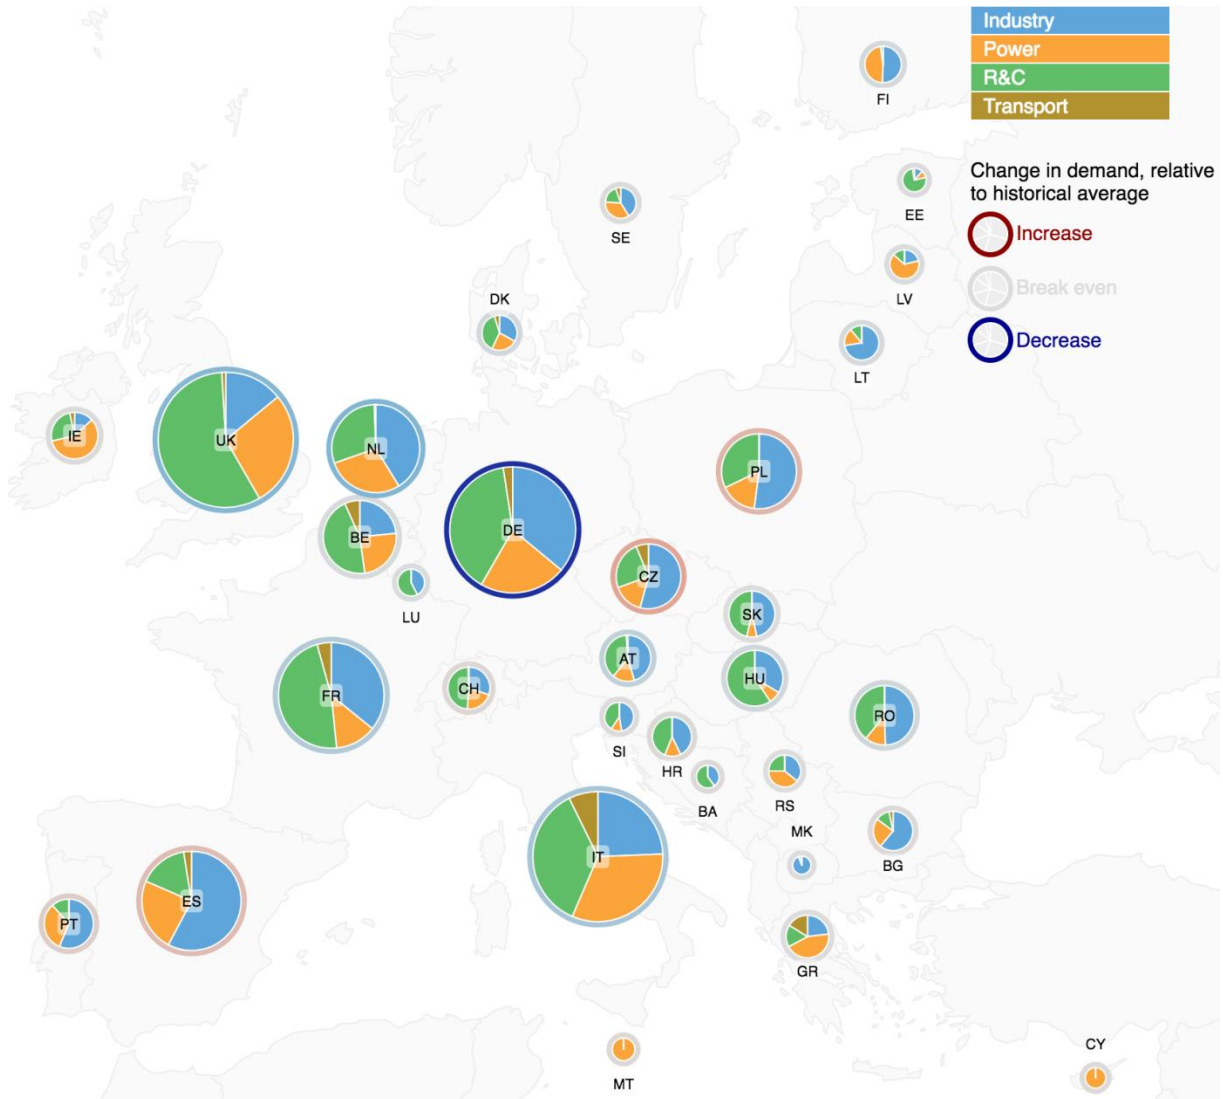 Industry
Power
R&C
Transport
Change in demand, relative
to historical average
Increase
Break even
Decrease
FI
EE
SE
LV
DK
LT
IE
UK
NL
PL
BE
DE
CZ
LU
SK
AT
HU
CH
FR
RO
SI
HR
BA
RS
MK
BG
IT
ES
PT
GR
CY
MT